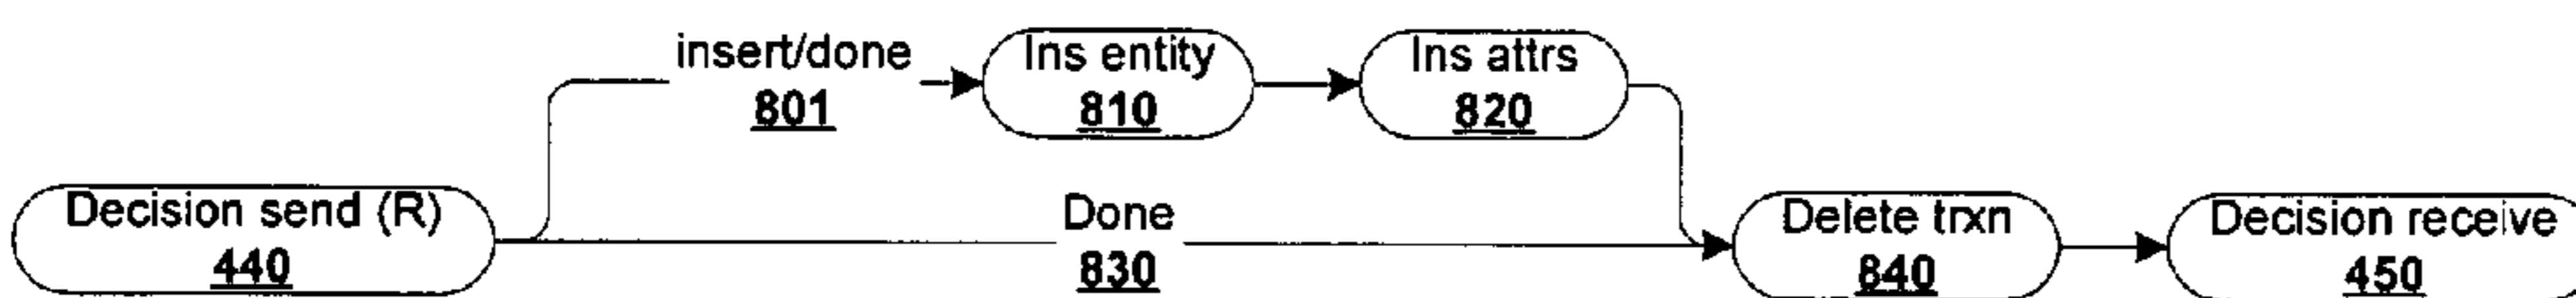 insert/done
801
Ins entity
810
Ins attrs
820
Decision send (R)
440
Done
830
Delete trxn
840
Decision receive
450